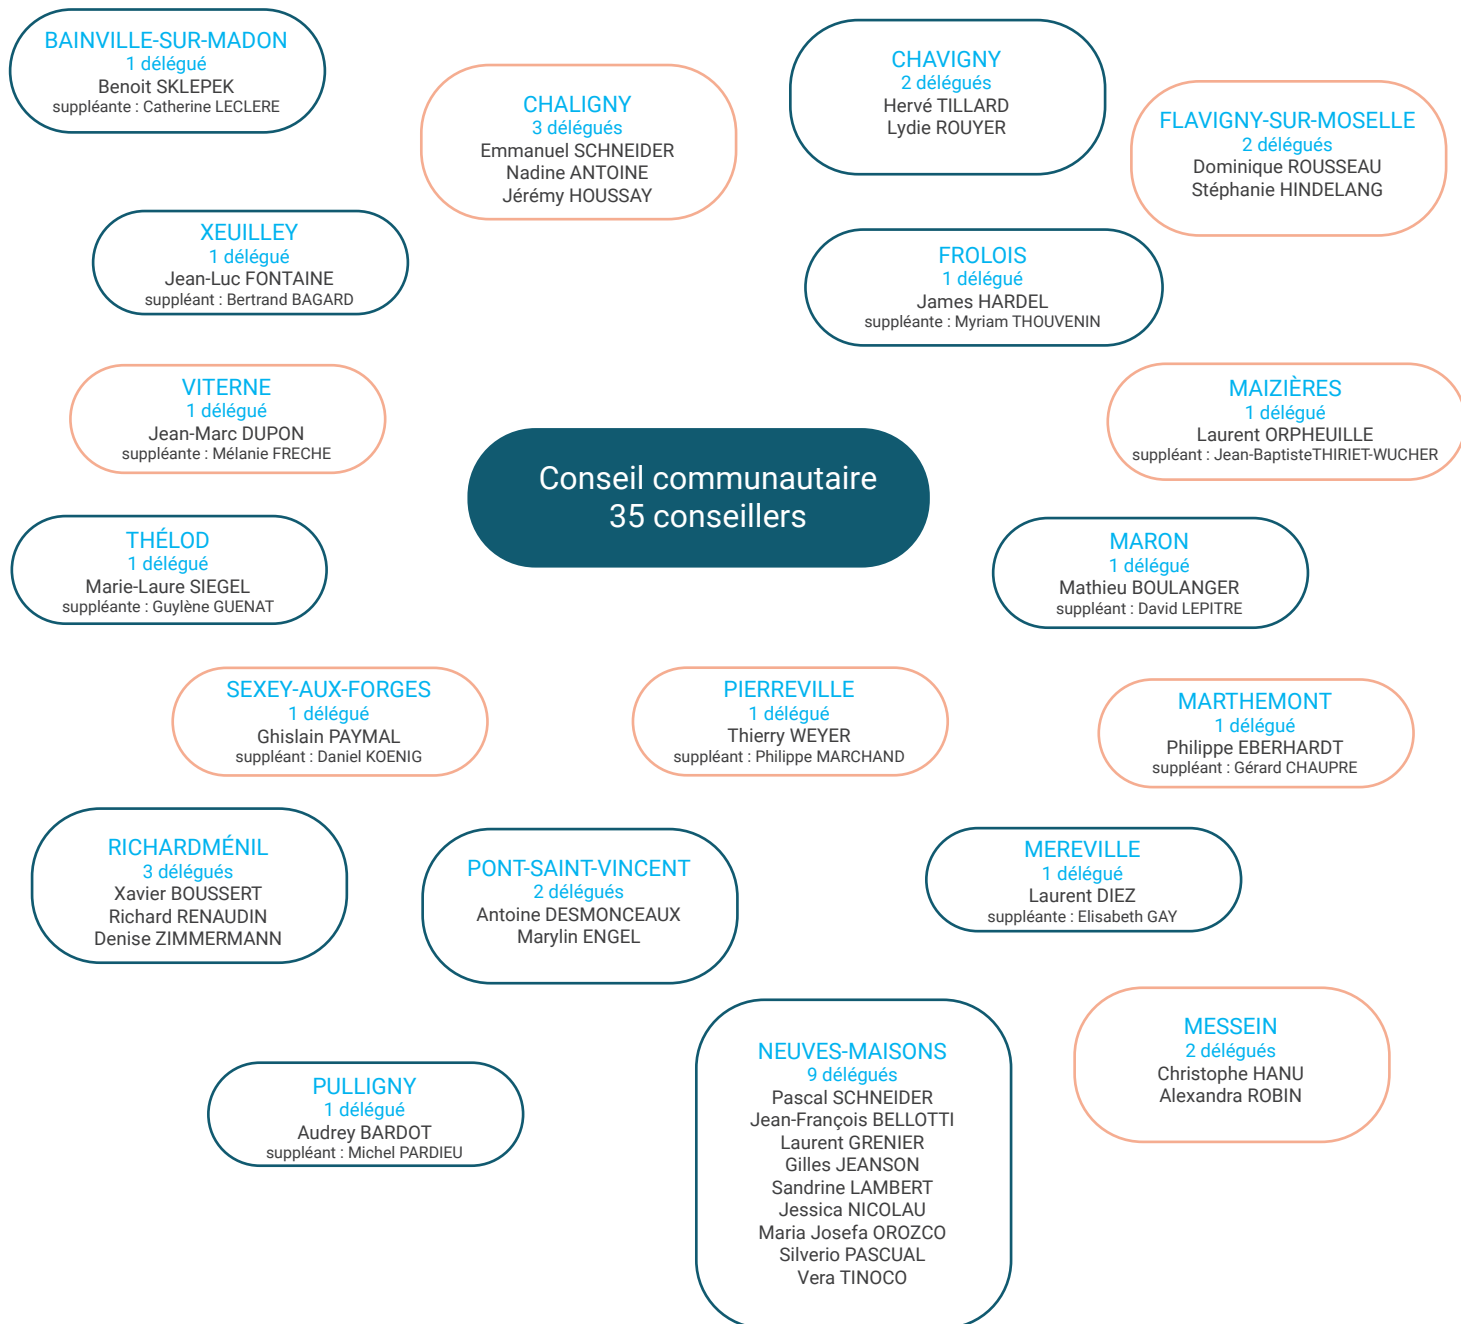 BAINVILLE-SUR-MADON
1 délégué
Benoit SKLEPEK
suppléante : Catherine LECLERE
CHALIGNY
3 délégués
Emmanuel SCHNEIDER
Nadine ANTOINE
Jérémy HOUSSAY
CHAVIGNY
2 délégués
Hervé TILLARD
Lydie ROUYER
FLAVIGNY-SUR-MOSELLE
2 délégués
Dominique ROUSSEAU
Stéphanie HINDELANG
XEUILLEY
1 délégué
Jean-Luc FONTAINE
suppléant : Bertrand BAGARD
FROLOIS
1 délégué
James HARDEL
suppléante : Myriam THOUVENIN
VITERNE
1 délégué
Jean-Marc DUPON
suppléante : Mélanie FRECHE
MAIZIÈRES
1 délégué
Laurent ORPHEUILLE
suppléant : Jean-BaptisteTHIRIET-WUCHER
Conseil communautaire
35 conseillers
THÉLOD
1 délégué
Marie-Laure SIEGEL
suppléante : Guylène GUENAT
MARON
1 délégué
Mathieu BOULANGER
suppléant : David LEPITRE
SEXEY-AUX-FORGES
1 délégué
Ghislain PAYMAL
suppléant : Daniel KOENIG
PIERREVILLE
1 délégué
Thierry WEYER
suppléant : Philippe MARCHAND
MARTHEMONT
1 délégué
Philippe EBERHARDT
suppléant : Gérard CHAUPRE
RICHARDMÉNIL
3 délégués
Xavier BOUSSERT
Richard RENAUDIN
Denise ZIMMERMANN
PONT-SAINT-VINCENT
2 délégués
Antoine DESMONCEAUX
Marylin ENGEL
MEREVILLE
1 délégué
Laurent DIEZ
suppléante : Elisabeth GAY
PULLIGNY
1 délégué
Audrey BARDOT
suppléant : Michel PARDIEU
NEUVES-MAISONS
9 délégués
Pascal SCHNEIDER
Jean-François BELLOTTI
Laurent GRENIER
Gilles JEANSON
Sandrine LAMBERT
Jessica NICOLAU
Maria Josefa OROZCO
Silverio PASCUAL
Vera TINOCO
MESSEIN
2 délégués
Christophe HANU
Alexandra ROBIN